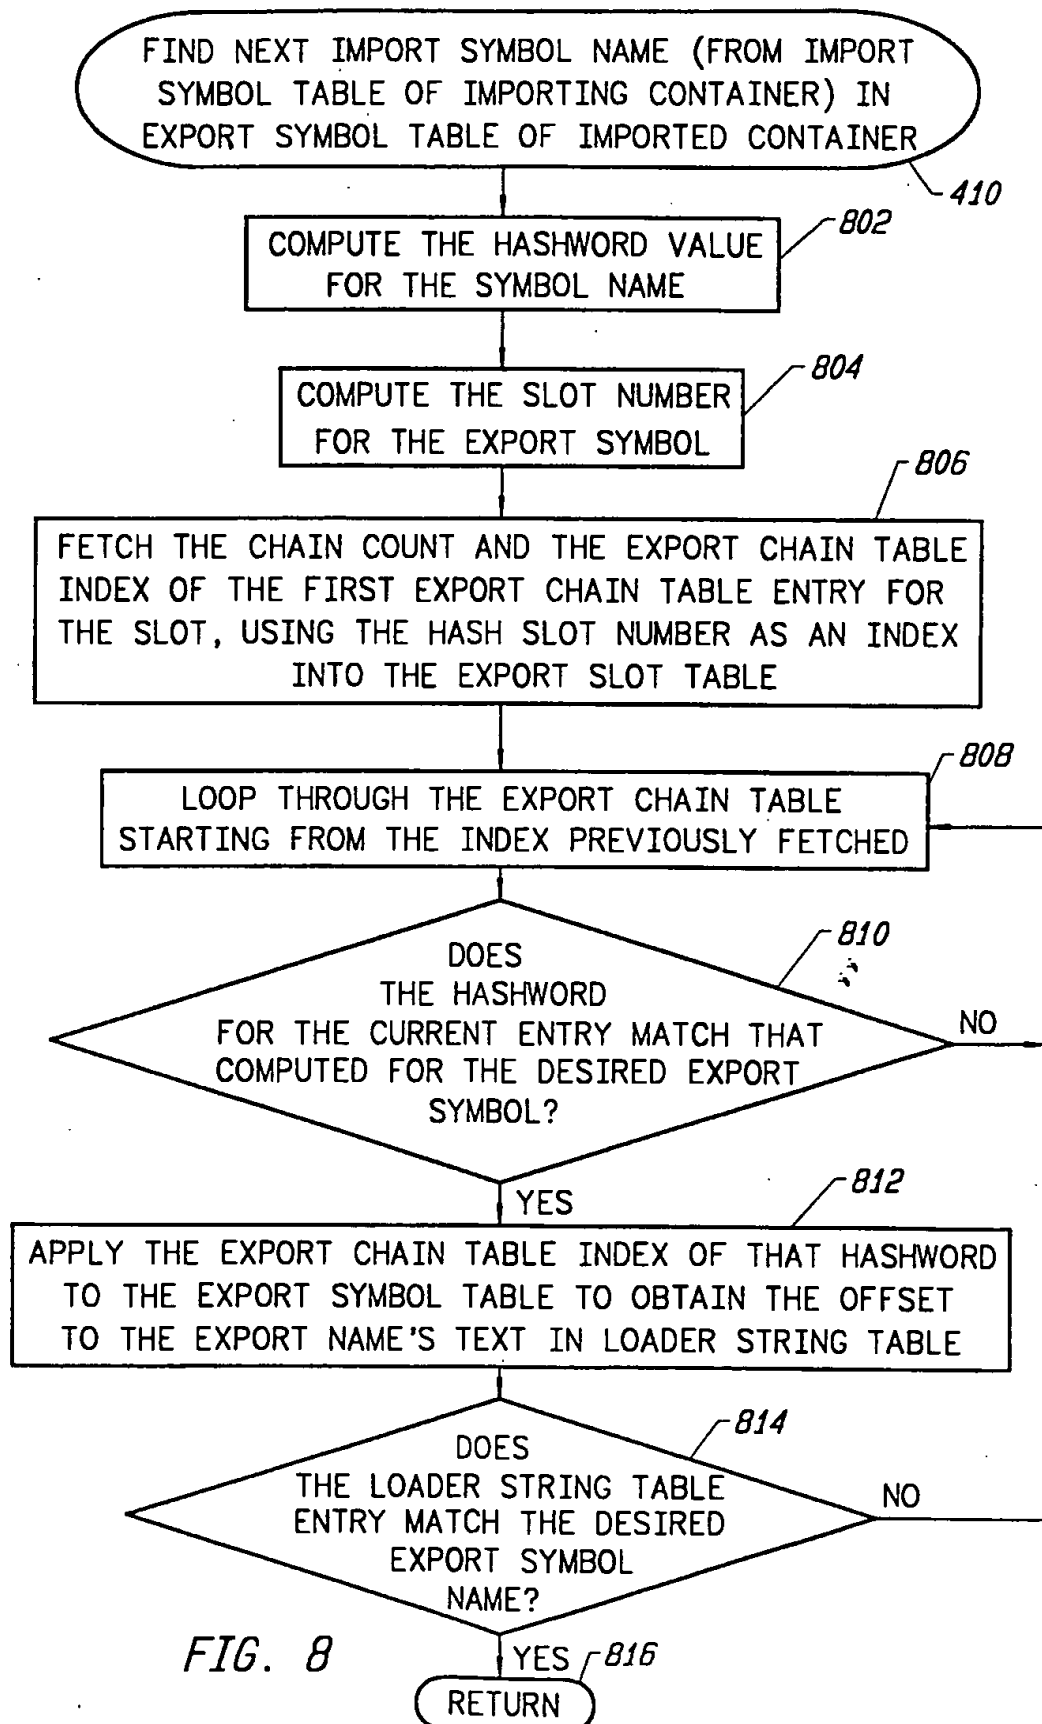 FIND NEXT IMPORT SYMBOL NAME (FROM IMPORT
SYMBOL TABLE OF IMPORTING CONTAINER) IN
EXPORT SYMBOL TABLE OF IMPORTED CONTAINER
410
802
COMPUTE THE HASHWORD VALUE
FOR THE SYMBOL NAME
804
COMPUTE THE SLOT NUMBER
FOR THE EXPORT SYMBOL
806
FETCH THE CHAIN COUNT AND THE EXPORT CHAIN TABLE
INDEX OF THE FIRST EXPORT CHAIN TABLE ENTRY FOR
THE SLOT, USING THE HASH SLOT NUMBER AS AN INDEX
INTO THE EXPORT SLOT TABLE
808
LOOP THROUGH THE EXPORT CHAIN TABLE
STARTING FROM THE INDEX PREVIOUSLY FETCHED
810
DOES
THE HASHWORD
FOR THE CURRENT ENTRY MATCH THAT
COMPUTED FOR THE DESIRED EXPORT
SYMBOL?
NO
YES
812
APPLY THE EXPORT CHAIN TABLE INDEX OF THAT HASHWORD
TO THE EXPORT SYMBOL TABLE TO OBTAIN THE OFFSET
TO THE EXPORT NAME'S TEXT IN LOADER STRING TABLE
814
DOES
THE LOADER STRING TABLE
ENTRY MATCH THE DESIRED
EXPORT SYMBOL
NAME?
NO
YES
816
RETURN
FIG. 8